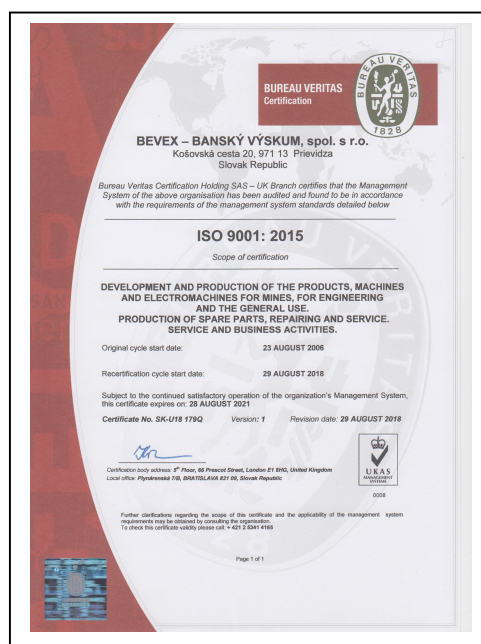 BUREAU VERITAS
Certification
BUREAU VERITAS
1828
BEVEX – BANSKÝ VÝSKUM, spol. s r.o.
Košovská cesta 20, 971 13 Prievidza
Slovak Republic
Bureau Veritas Certification Holding SAS – UK Branch certifies that the Management
System of the above organisation has been audited and found to be in accordance
with the requirements of the management system standards detailed below
ISO 9001: 2015
Scope of certification
DEVELOPMENT AND PRODUCTION OF THE PRODUCTS, MACHINES
AND ELECTROMACHINES FOR MINES, FOR ENGINEERING
AND THE GENERAL USE.
PRODUCTION OF SPARE PARTS, REPAIRING AND SERVICE.
SERVICE AND BUSINESS ACTIVITIES.
Original cycle start date: 23 AUGUST 2006
Recertification cycle start date: 29 AUGUST 2018
Subject to the continued satisfactory operation of the organization's Management System,
this certificate expires on: 28 AUGUST 2021
Certificate No. SK-U18 179Q Version: 1 Revision date: 29 AUGUST 2018
Certification body address: 5th Floor, 66 Prescot Street, London E1 8HG, United Kingdom
Local office: Plynárenská 7/B, BRATISLAVA 821 09, Slovak Republic
UKAS
MANAGEMENT
SYSTEMS
0008
Further clarifications regarding the scope of this certificate and the applicability of the management system
requirements may be obtained by consulting the organisation.
To check this certificate validity please call: + 421 2 5341 4165
Page 1 of 1